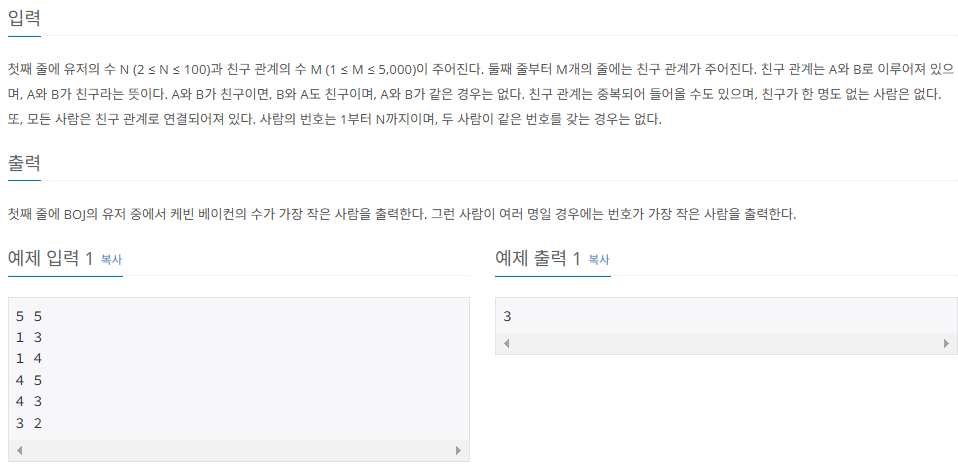 입력
첫째 줄에 유저의 수 N (2 ≤ N ≤ 100)과 친구 관계의 수 M (1 ≤ M ≤ 5,000)이 주어진다. 둘째 줄부터 M개의 줄에는 친구 관계가 주어진다. 친구 관계는 A와 B로 이루어져 있으
며, A와 B가 친구라는 뜻이다. A와 B가 친구이면, B와 A도 친구이며, A와 B가 같은 경우는 없다. 친구 관계는 중복되어 들어올 수도 있으며, 친구가 한 명도 없는 사람은 없다.
또, 모든 사람은 친구 관계로 연결되어져 있다. 사람의 번호는 1부터 N까지이며, 두 사람이 같은 번호를 갖는 경우는 없다.
출력
첫째 줄에 BOJ의 유저 중에서 케빈 베이컨의 수가 가장 작은 사람을 출력한다. 그런 사람이 여러 명일 경우에는 번호가 가장 작은 사람을 출력한다.
예제 입력 1 복사
5 5
1 3
1 4
4 5
4 3
3 2
예제 출력 1 복사
3